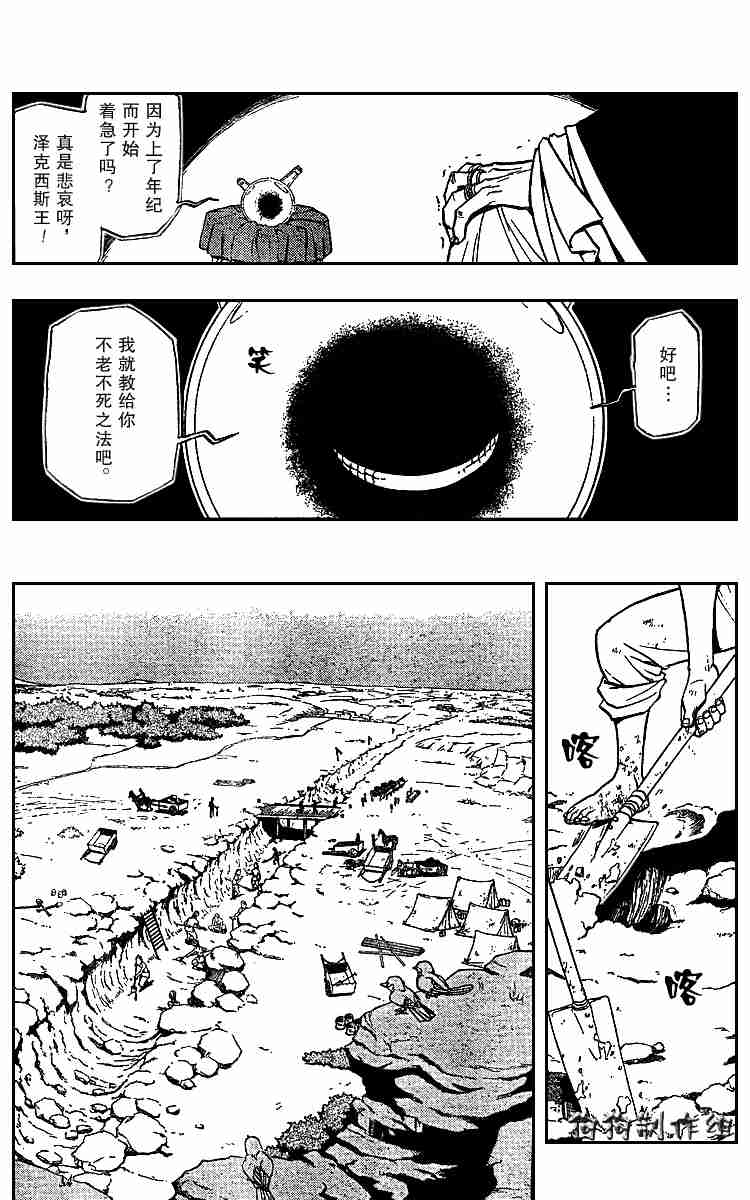 因为上了年纪
而开始
着急了吗？
真是悲哀呀，
泽克西斯王！
好吧…
笑
我就教给你
不老不死之法吧。
喀
喀
狗狗制作组